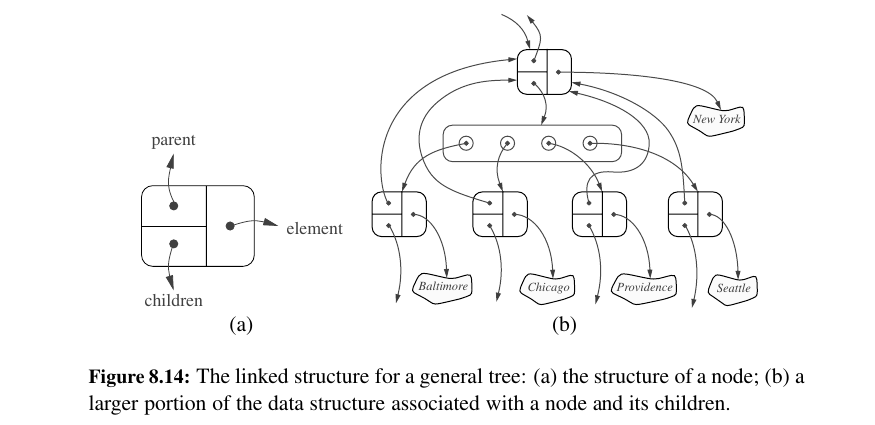 parent
element
children
(a)
New York
Baltimore
Chicago
Providence
Seattle
(b)
Figure 8.14: The linked structure for a general tree: (a) the structure of a node; (b) a
larger portion of the data structure associated with a node and its children.